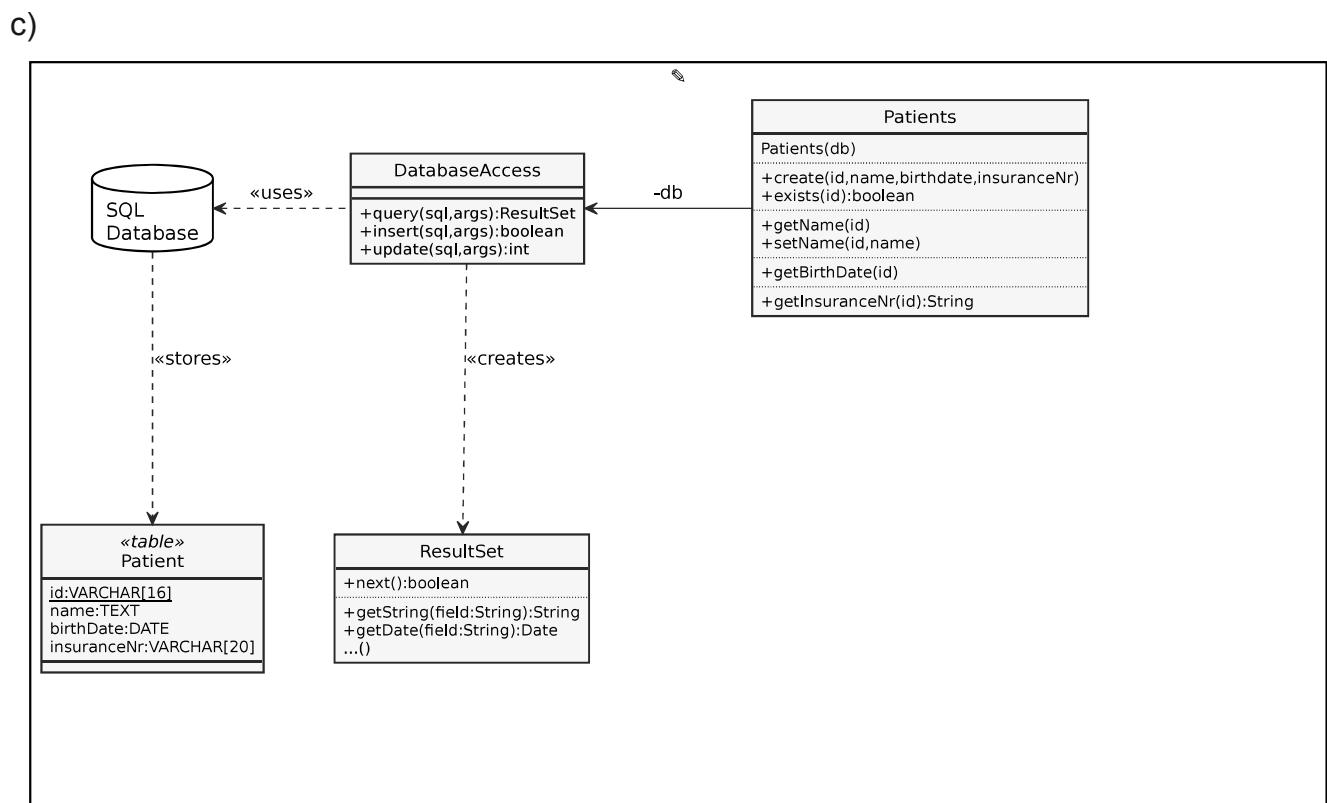 c)
Patients
Patients(db)
+create(id,name,birthdate,insuranceNr)
+exists(id):boolean
+getName(id)
+setName(id,name)
+getBirthDate(id)
+getInsuranceNr(id):String
-db
DatabaseAccess
+query(sql,args):ResultSet
+insert(sql,args):boolean
+update(sql,args):int
«uses»
SQL
Database
«stores»
«creates»
«table»
Patient
id:VARCHAR[16]
name:TEXT
birthDate:DATE
insuranceNr:VARCHAR[20]
ResultSet
+next():boolean
+getString(field:String):String
+getDate(field:String):Date
...()